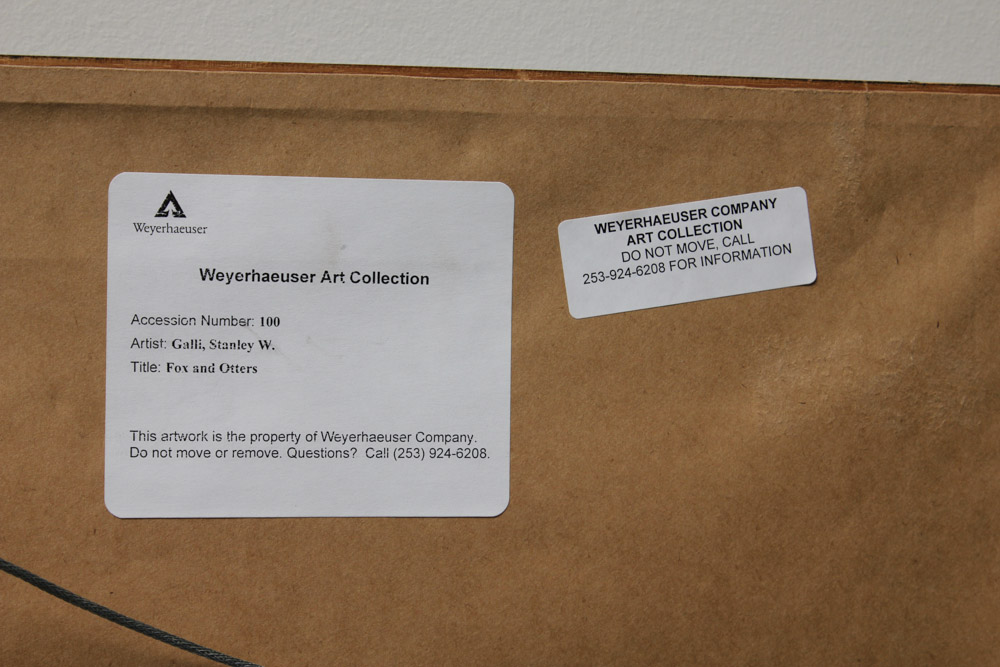 Weyerhaeuser
Weyerhaeuser Art Collection
Accession Number: 100
Artist: Galli, Stanley W.
Title: Fox and Otters
This artwork is the property of Weyerhaeuser Company.
Do not move or remove. Questions? Call (253) 924-6208.
WEYERHAEUSER COMPANY
ART COLLECTION
DO NOT MOVE, CALL
253-924-6208 FOR INFORMATION